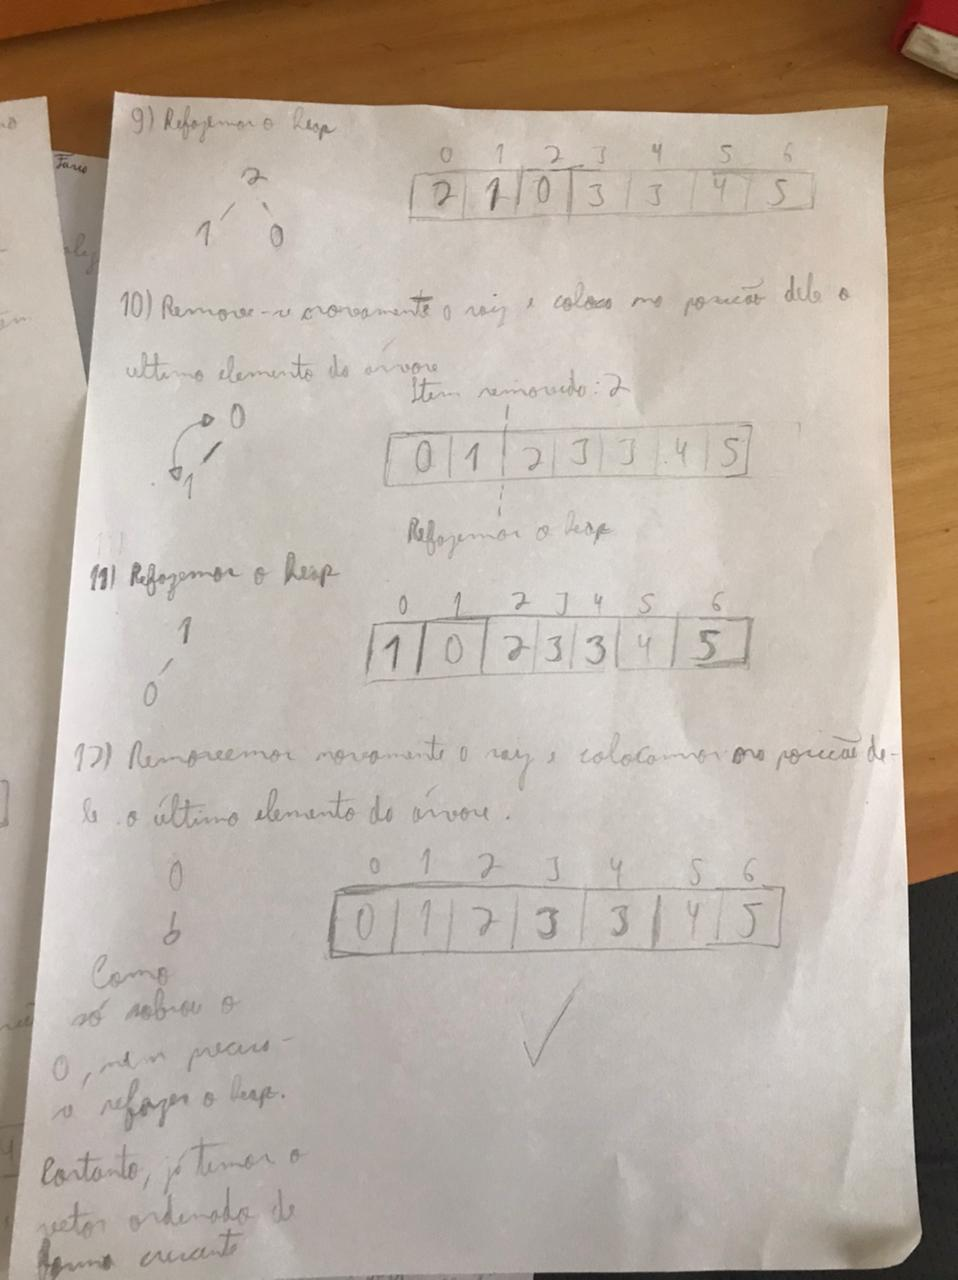 9) Refazemos o heap
0 1 2 3 4 5 6
2 1 0 3 3 4 5
2
1 0
10) Remove-se novamente a raiz e coloca na posição dela o
ultimo elemento da árvore
Item removido: 2
0
1
0 1 2 3 3 4 5
Refazemos o heap
11) Refazemos o heap
0 1 2 3 4 5 6
1 0 2 3 3 4 5
1
0
12) Removemos novamente a raiz e colocamos na posição de-
la o último elemento da árvore.
0 1 2 3 4 5 6
0 1 2 3 3 4 5
0
Como
só sobrou o
0, nem precisa
refazer o heap.
Portanto, já temos o
vetor ordenado de
forma crescente
Favo